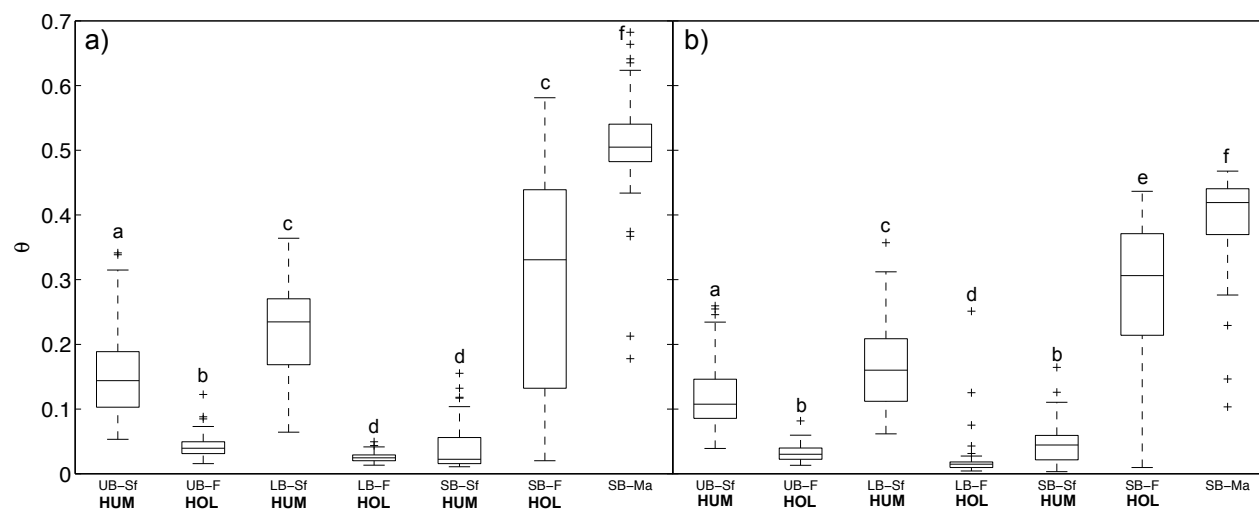 a) b)
0.7
0.6
0.5
0.4
0.3
0.2
0.1
0
θ
a b c d d c f
a b c d b e f
UB–Sf UB–F LB–Sf LB–F SB–Sf SB–F SB–Ma UB–Sf UB–F LB–Sf LB–F SB–Sf SB–F SB–Ma
HUM HOL HUM HOL HUM HOL HUM HOL HUM HOL HUM HOL